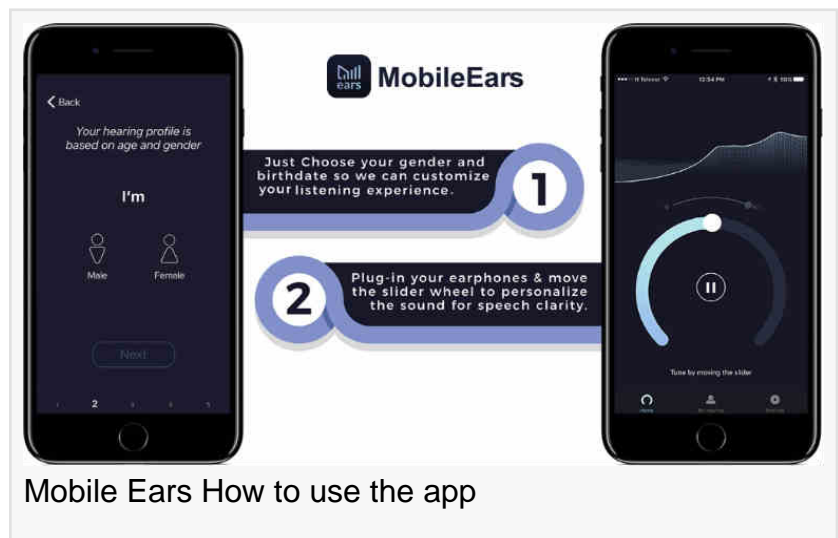 ears
MobileEars
Back
Your hearing profile is
based on age and gender
I'm
Male
Female
Next
2
Just Choose your gender and
birthdate so we can customize
your listening experience.
1
2
Plug-in your earphones & move
the slider wheel to personalize
the sound for speech clarity.
12:54 PM
100%
Tune by moving the slider
Mobile Ears How to use the app